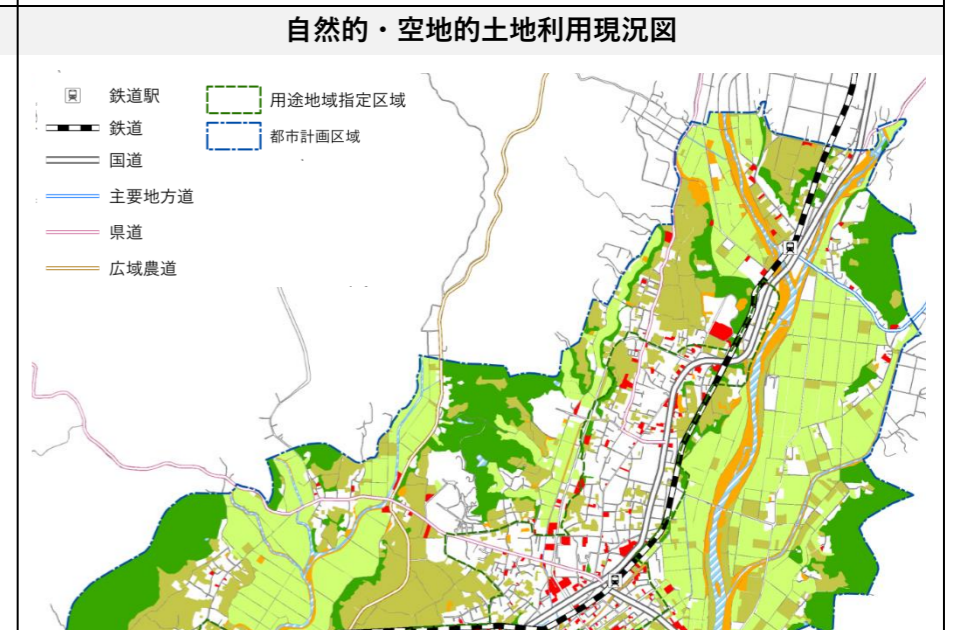 自然的・空地的土地利用現況図
鉄道駅
鉄道
国道
主要地方道
県道
広域農道
用途地域指定区域
都市計画区域